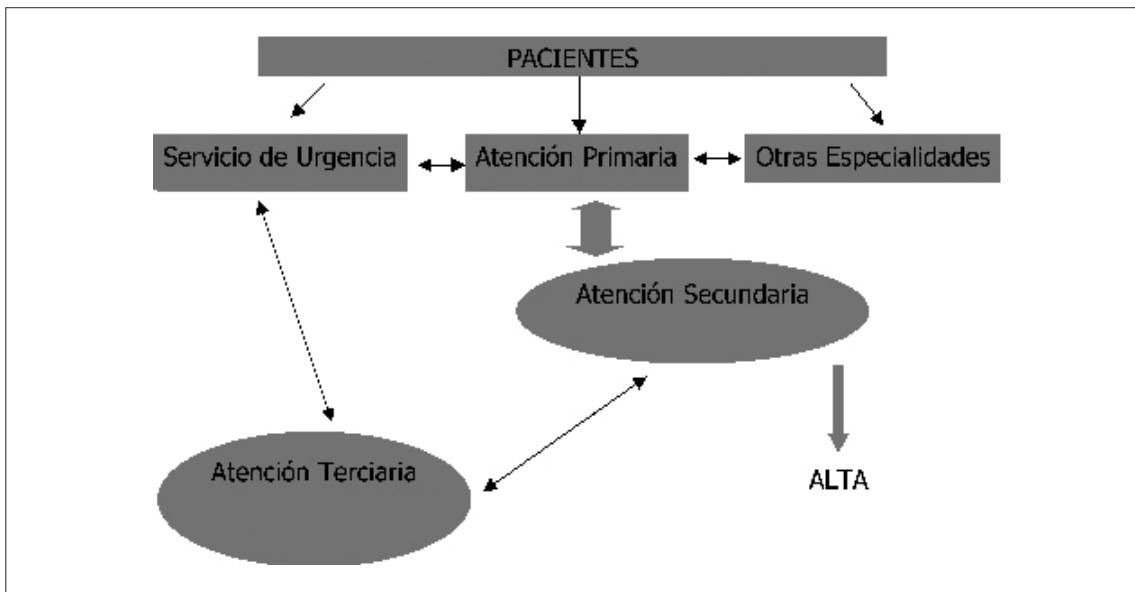 PACIENTES
Servicio de Urgencia
Atención Primaria
Otras Especialidades
Atención Secundaria
Atención Terciaria
ALTA